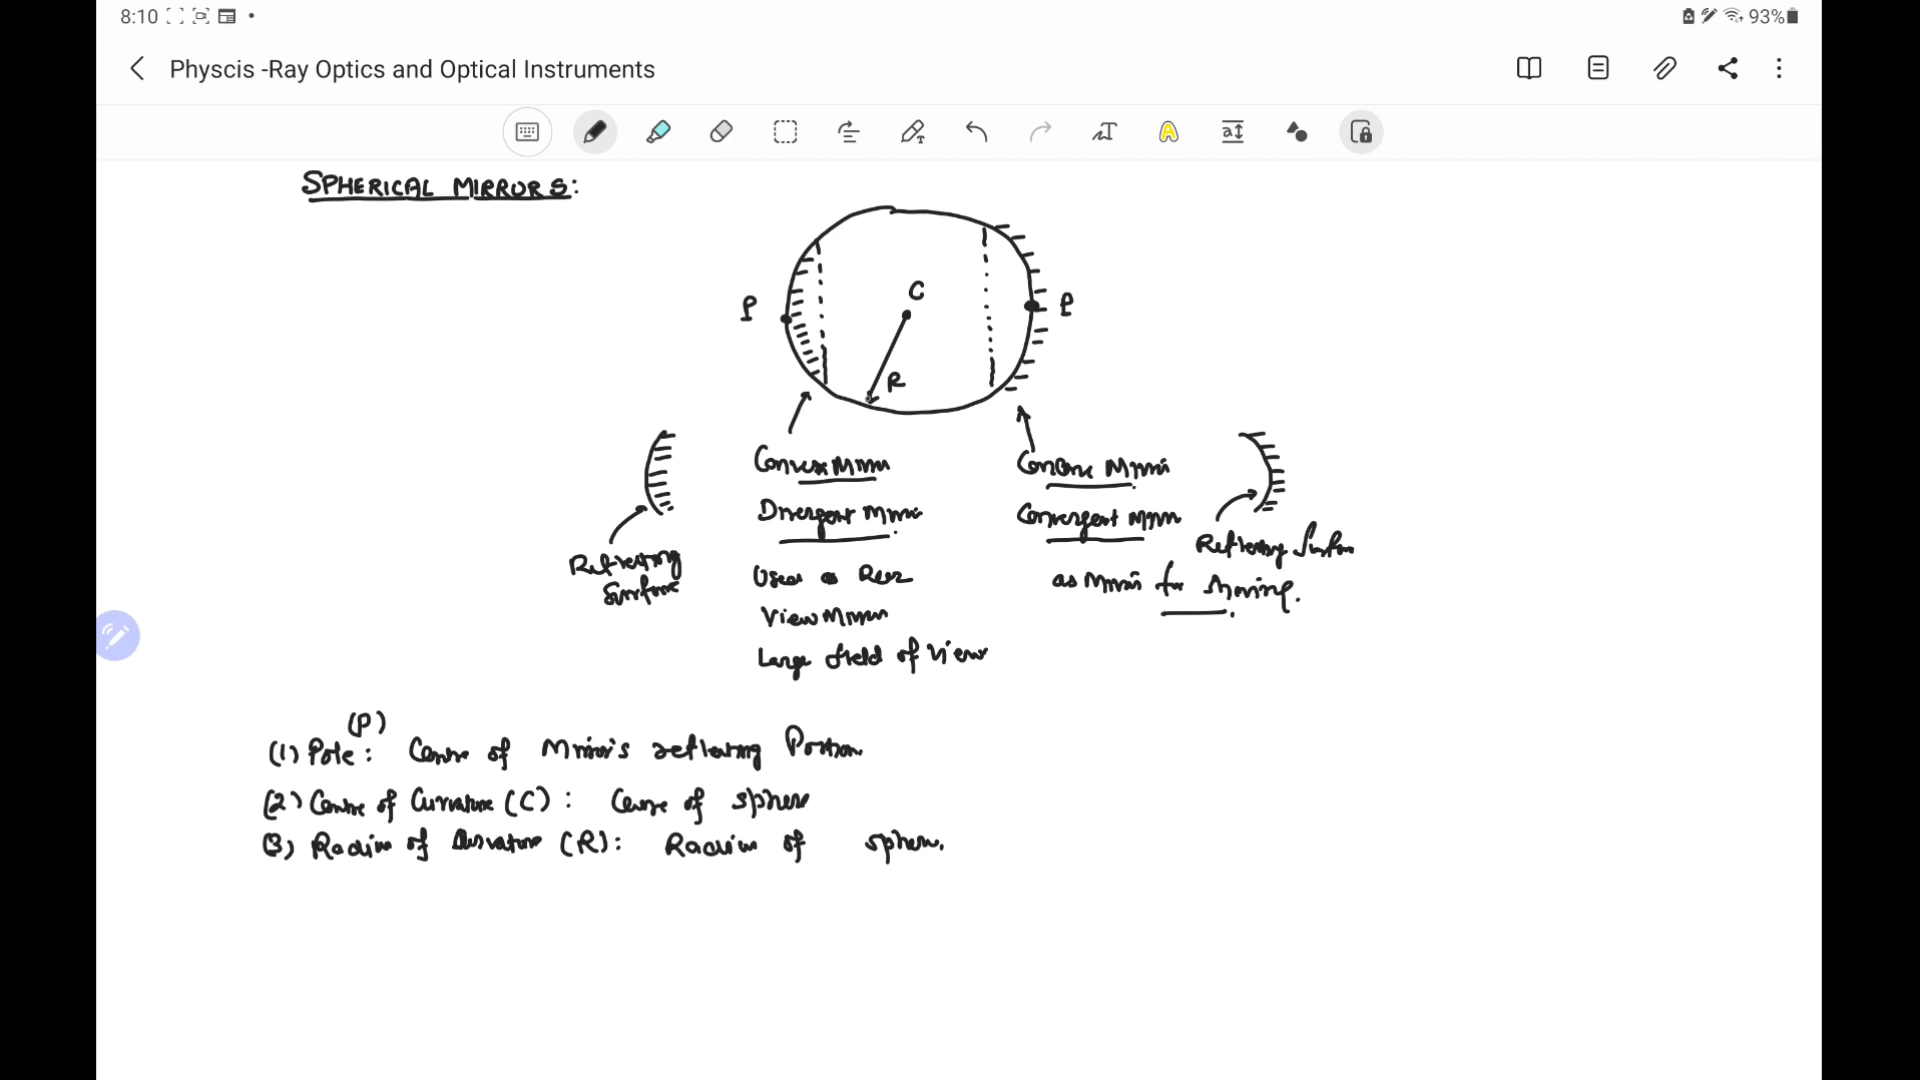 8:10
93%
Physcis -Ray Optics and Optical Instruments
SPHERICAL MIRRORS:
C
P
P
R
Convex Mirror
Concave Mirror
Divergent Mirror
Convergent Mirror
Reflecting Surface
Reflecting
Surface
Used as Rear
as Mirror for Shaving.
View Mirror
Large field of View
(P)
(1) Pole: Centre of Mirror's reflecting Portion
(2) Centre of Curvature (C): Centre of sphere
(3) Radius of Curvature (R): Radius of sphere.